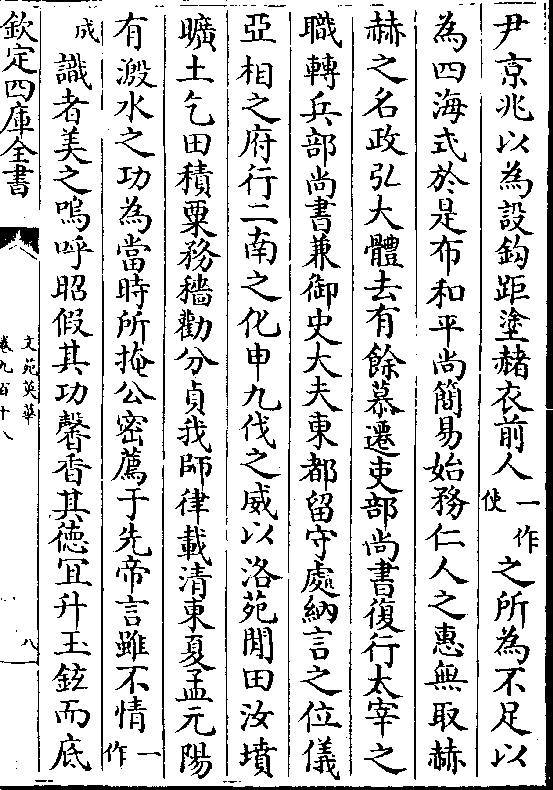 尹京兆以為設鈎距塗赭衣前人一作使之所為不足以
為四海式於是布和平尚簡易始務仁人之惠無取赫
赫之名政弘大體去有餘慕遷吏部尚書復行太宰之
職轉兵部尚書兼御史大夫東都留守處納言之位儀
亞相之府行二南之化申九伐之威以洛苑閒田汝墳
曠土乞田積粟務穡勸分貞我師律載清東夏孟元陽
有溵水之功為當時所掩公密薦于先帝言雖不情一作
成識者美之嗚呼昭假其功馨香其徳冝升玉鉉而底
欽定四庫全書
文苑英華
卷九百十八
八